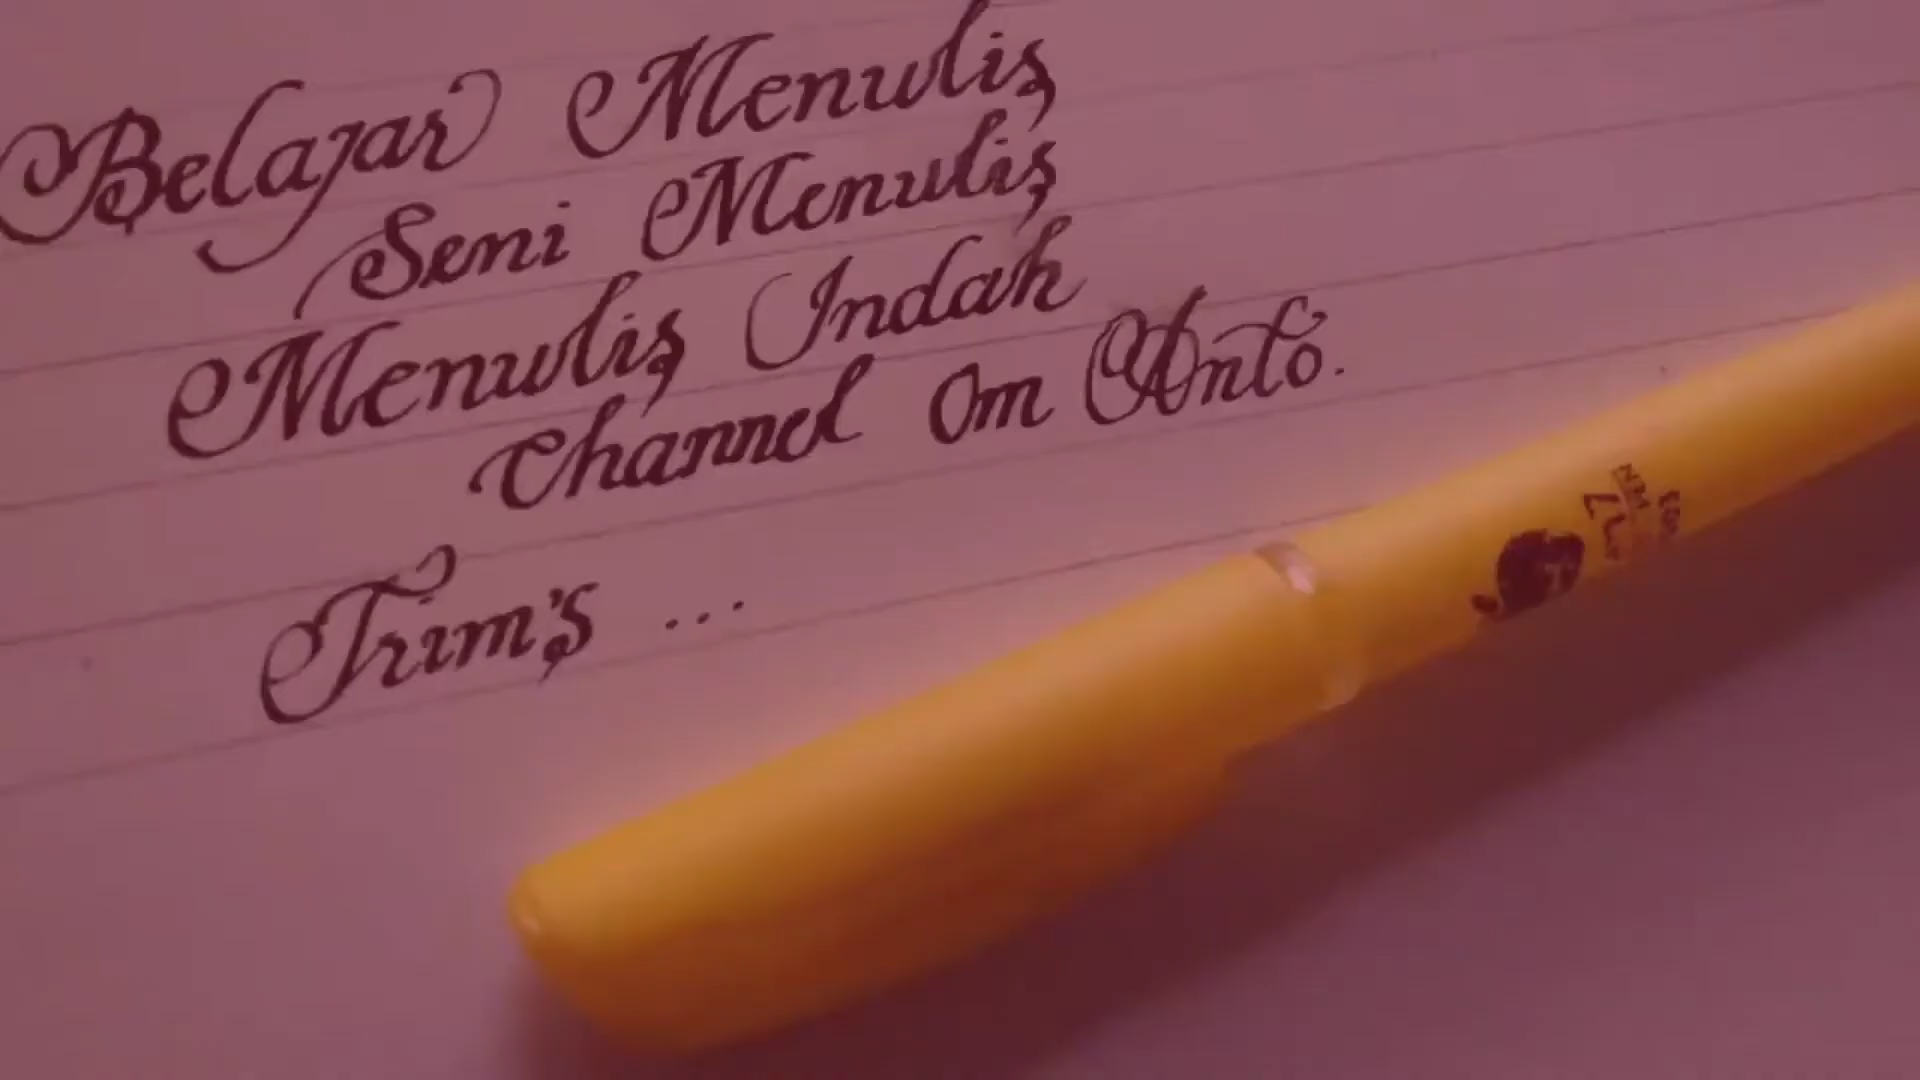 Belajar Menulis
Seni Menulis
Menulis Indah
Channel Om Anto.
Trim's ...